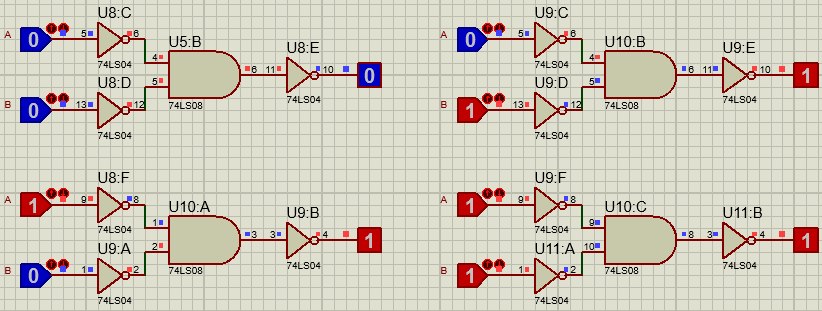 U8:C
A 0 5 6
74LS04
U5:B
4
5
6
74LS08
U8:E
11 10
74LS04
0
U8:D
B 0 13 12
74LS04
U9:C
A 0 5 6
74LS04
U10:B
4
5
6
74LS08
U9:E
11 10
74LS04
1
U9:D
B 1 13 12
74LS04
U8:F
A 1 9 8
74LS04
U10:A
1
2
3
74LS08
U9:B
3 4
74LS04
1
U9:A
B 0 1 2
74LS04
U9:F
A 1 9 8
74LS04
U10:C
9
10
8
74LS08
U11:B
3 4
74LS04
1
U11:A
B 1 1 2
74LS04